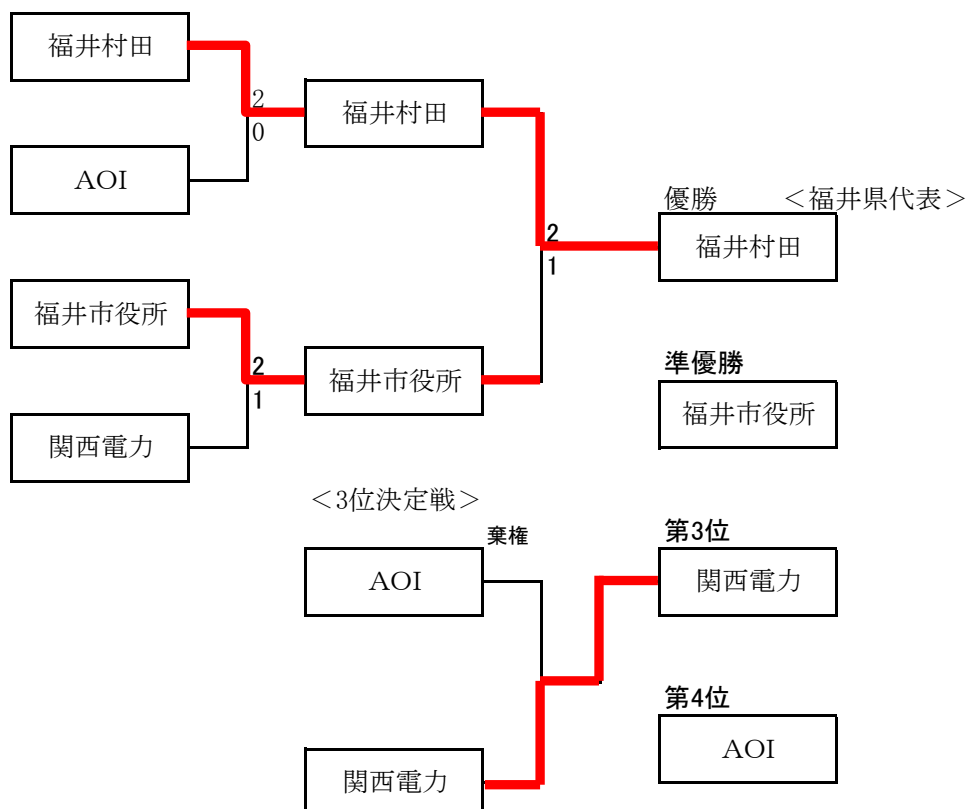 福井村田
2
0
福井村田
AOI
優勝 ＜福井県代表＞
2
1
福井村田
福井市役所
2
1
福井市役所
準優勝
福井市役所
関西電力
＜3位決定戦＞
棄権
第3位
AOI
関西電力
第4位
AOI
関西電力